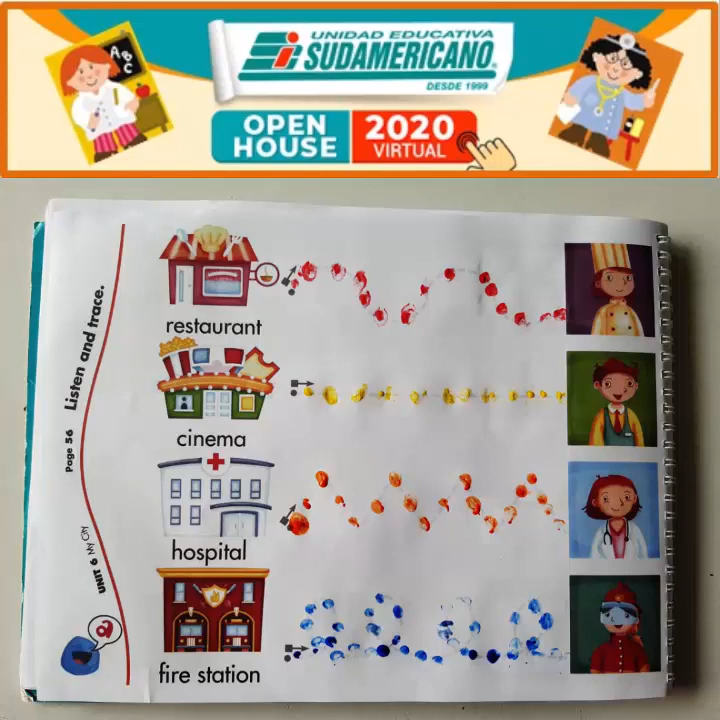 UNIDAD EDUCATIVA
SUDAMERICANO
DESDE 1999
OPEN
HOUSE
2020
VIRTUAL
A
B
C
Page 56 Listen and trace.
UNIT 6 My City
a
restaurant
cinema
hospital
fire station